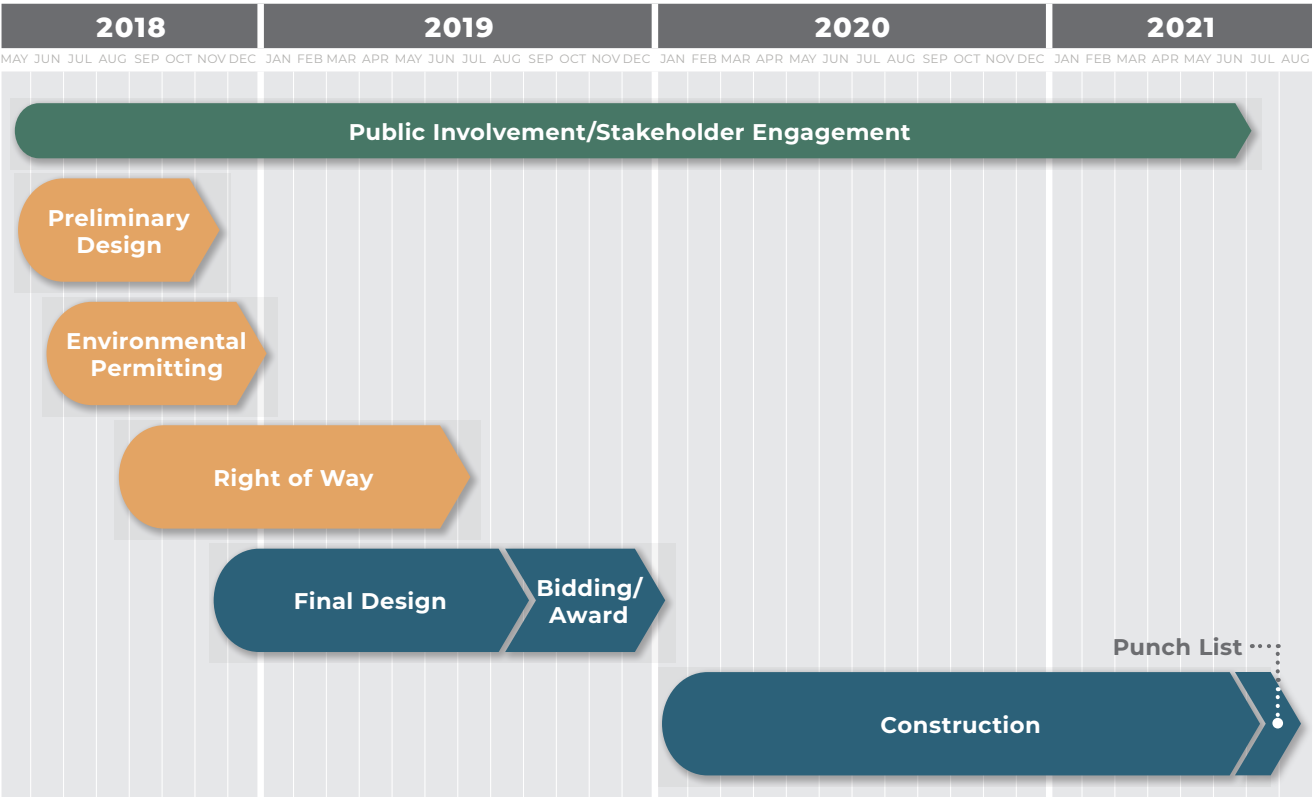 2018 2019 2020 2021
MAY JUN JUL AUG SEP OCT NOV DEC JAN FEB MAR APR MAY JUN JUL AUG SEP OCT NOV DEC JAN FEB MAR APR MAY JUN JUL AUG SEP OCT NOV DEC JAN FEB MAR APR MAY JUN JUL AUG
Public Involvement/Stakeholder Engagement
Preliminary
Design
Environmental
Permitting
Right of Way
Final Design
Bidding/
Award
Punch List
Construction